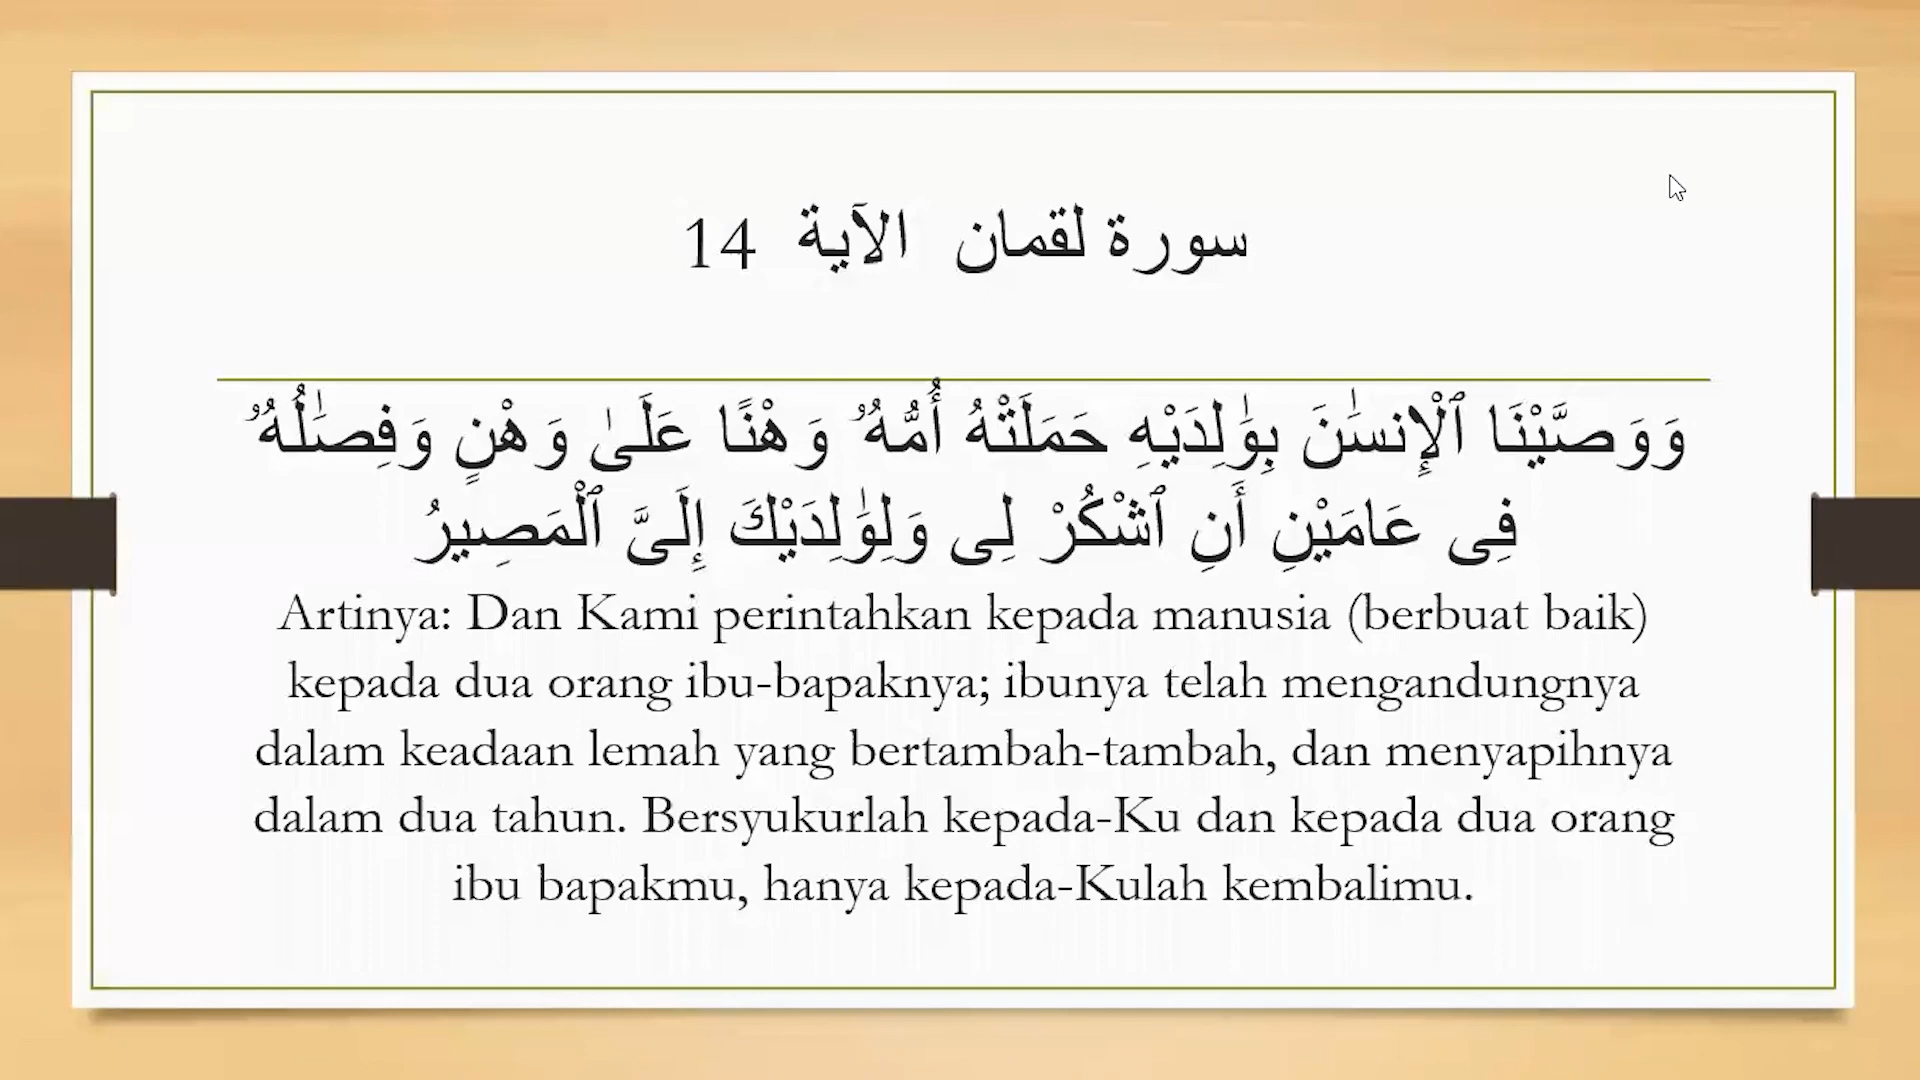 سورة لقمان الآية 14
وَوَصَّيْنَا ٱلْإِنسَٰنَ بِوَٰلِدَيْهِ حَمَلَتْهُ أُمُّهُۥ وَهْنًا عَلَىٰ وَهْنٍ وَفِصَٰلُهُۥ
فِى عَامَيْنِ أَنِ ٱشْكُرْ لِى وَلِوَٰلِدَيْكَ إِلَىَّ ٱلْمَصِيرُ
Artinya: Dan Kami perintahkan kepada manusia (berbuat baik)
kepada dua orang ibu-bapaknya; ibunya telah mengandungnya
dalam keadaan lemah yang bertambah-tambah, dan menyapihnya
dalam dua tahun. Bersyukurlah kepada-Ku dan kepada dua orang
ibu bapakmu, hanya kepada-Kulah kembalimu.